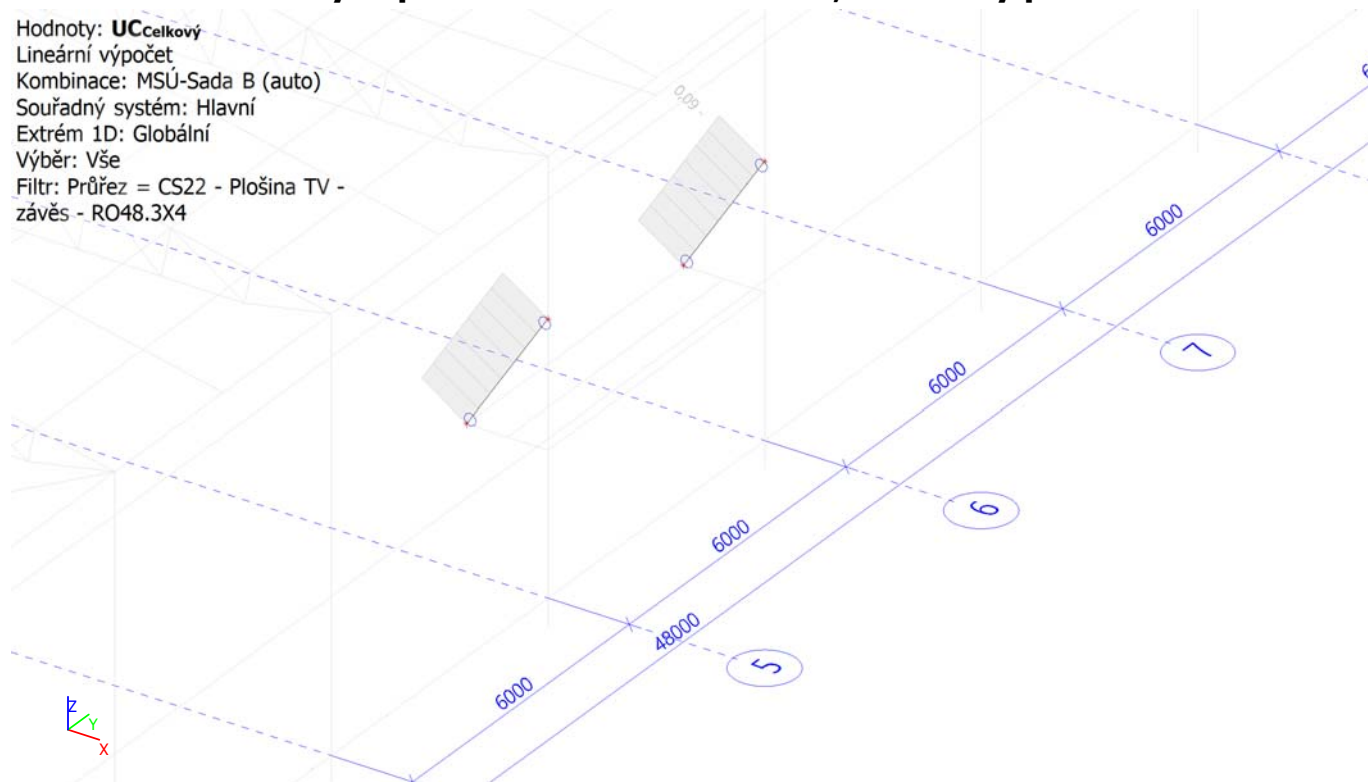 Hodnoty: UCCelkový
Lineární výpočet
Kombinace: MSÚ-Sada B (auto)
Souřadný systém: Hlavní
Extrém 1D: Globální
Výběr: Vše
Filtr: Průřez = CS22 - Plošina TV -
závěs - RO48.3X4
0,09
6000
7
6000
6
6000
48000
5
6000
Z
Y
X